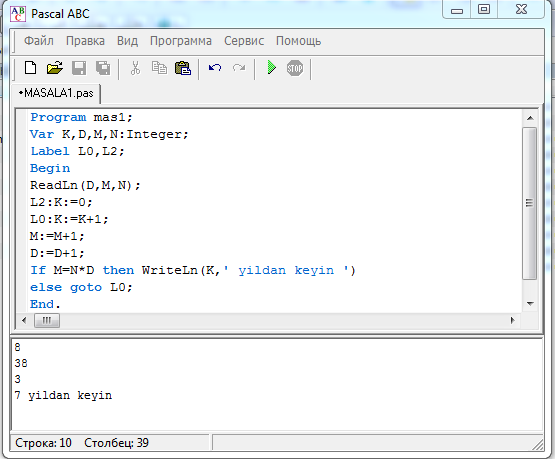 Pascal ABC
Файл Правка Вид Программа Сервис Помощь
STOP
•MASALA1.pas
Program mas1;
Var K,D,M,N:Integer;
Label L0,L2;
Begin
ReadLn(D,M,N);
L2:K:=0;
L0:K:=K+1;
M:=M+1;
D:=D+1;
If M=N*D then WriteLn(K,' yildan keyin ')
else goto L0;
End.
8
38
3
7 yildan keyin
Строка: 10 Столбец: 39